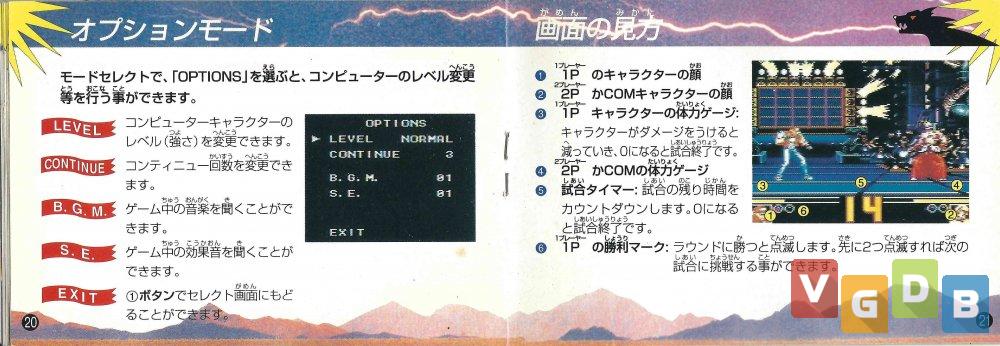 オプションモード
モードセレクトで、「OPTIONS」を選ぶと、コンピューターのレベル変更
等を行う事ができます。
LEVEL
コンピューターキャラクターの
レベル（強さ）を変更できます。
CONTINUE
コンティニュー回数を変更でき
ます。
B. G. M.
ゲーム中の音楽を聞くことがで
きます。
S. E.
ゲーム中の効果音を聞くことが
できます。
EXIT
①ボタンでセレクト画面にもど
ることができます。
OPTIONS
LEVEL NORMAL
CONTINUE 3
B. G. M. 01
S. E. 01
EXIT
20
画面の見方
❶ 1P のキャラクターの顔
❷ 2P かCOMキャラクターの顔
❸ 1P キャラクターの体力ゲージ:
キャラクターがダメージをうけると
減っていき、0になると試合終了です。
❹ 2P かCOMの体力ゲージ
❺ 試合タイマー: 試合の残り時間を
カウントダウンします。0になる
と試合終了です。
❻ 1P の勝利マーク: ラウンドに勝つと点滅します。先に2つ点滅すれば次の
試合に挑戦する事ができます。
③ ⑤ ④
① ⑥ 14 ②
VGDB
21